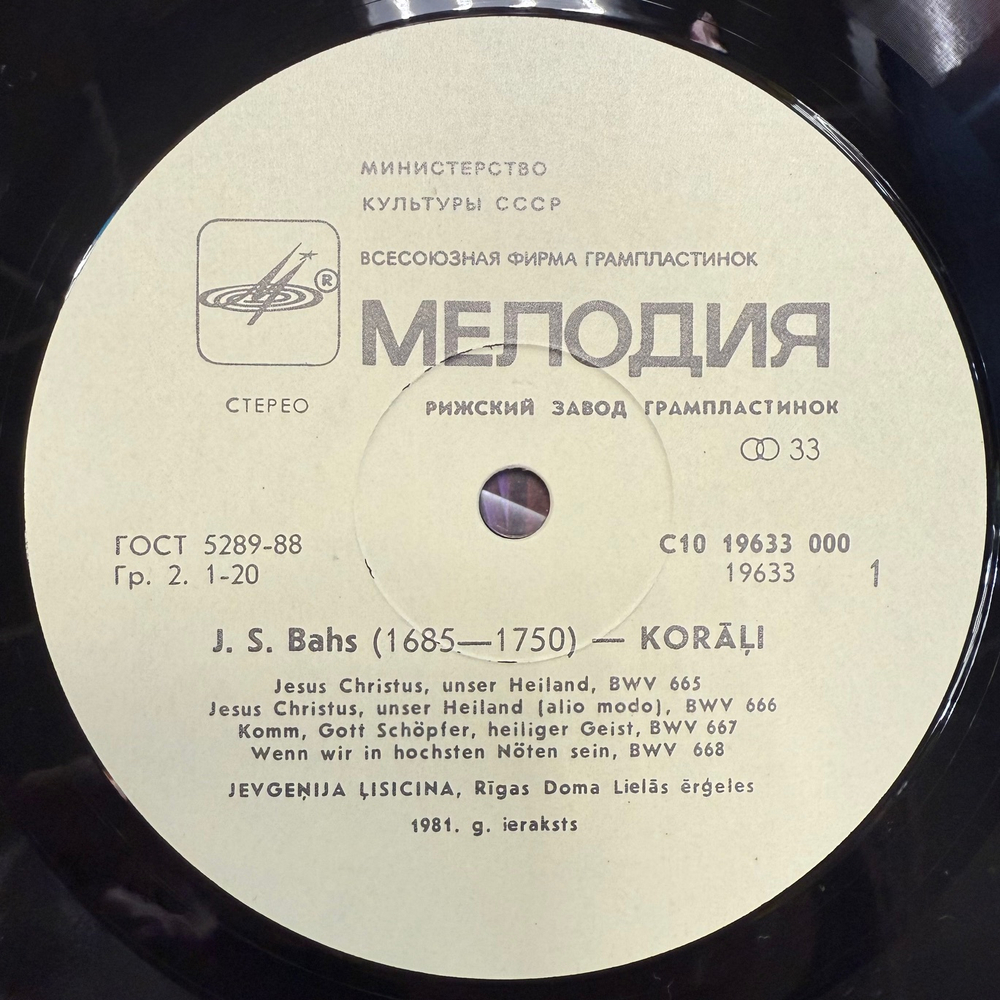 МИНИСТЕРСТВО
КУЛЬТУРЫ СССР
ВСЕСОЮЗНАЯ ФИРМА ГРАМПЛАСТИНОК
®
МЕЛОДИЯ
СТЕРЕО
РИЖСКИЙ ЗАВОД ГРАМПЛАСТИНОК
33
ГОСТ 5289-88
Гр. 2. 1-20
С10 19633 000
19633 1
J. S. Bahs (1685—1750) — KORĀĻI
Jesus Christus, unser Heiland, BWV 665
Jesus Christus, unser Heiland (alio modo), BWV 666
Komm, Gott Schöpfer, heiliger Geist, BWV 667
Wenn wir in hochsten Nöten sein, BWV 668
JEVGEŅIJA ĻISICINA, Rīgas Doma Lielās ērģeles
1981. g. ieraksts